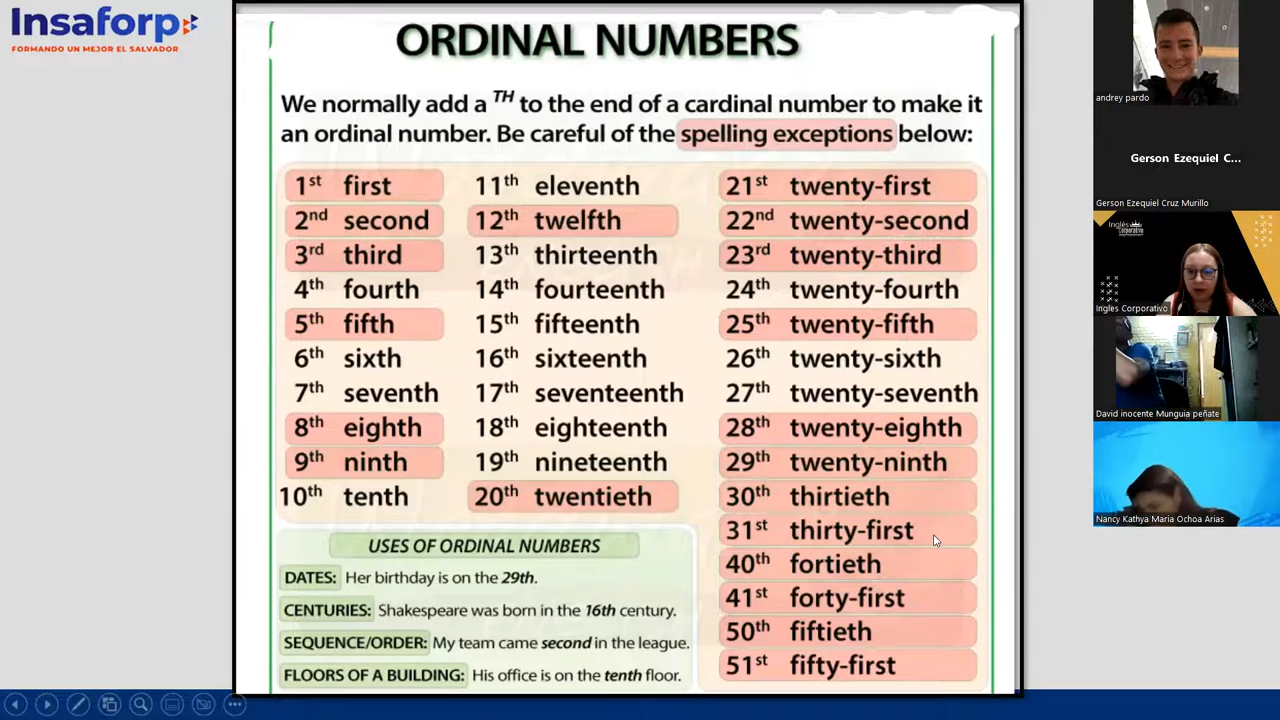 Insaforp
FORMANDO UN MEJOR EL SALVADOR
ORDINAL NUMBERS
We normally add a TH to the end of a cardinal number to make it
an ordinal number. Be careful of the spelling exceptions below:
1st first
2nd second
3rd third
4th fourth
5th fifth
6th sixth
7th seventh
8th eighth
9th ninth
10th tenth
11th eleventh
12th twelfth
13th thirteenth
14th fourteenth
15th fifteenth
16th sixteenth
17th seventeenth
18th eighteenth
19th nineteenth
20th twentieth
21st twenty-first
22nd twenty-second
23rd twenty-third
24th twenty-fourth
25th twenty-fifth
26th twenty-sixth
27th twenty-seventh
28th twenty-eighth
29th twenty-ninth
30th thirtieth
31st thirty-first
40th fortieth
41st forty-first
50th fiftieth
51st fifty-first
USES OF ORDINAL NUMBERS
DATES: Her birthday is on the 29th.
CENTURIES: Shakespeare was born in the 16th century.
SEQUENCE/ORDER: My team came second in the league.
FLOORS OF A BUILDING: His office is on the tenth floor.
andrey pardo
Gerson Ezequiel C...
Gerson Ezequiel Cruz Murillo
Inglés
Corporativo
Ingles Corporativo
David inocente Munguia peñate
Nancy Kathya Maria Ochoa Arias